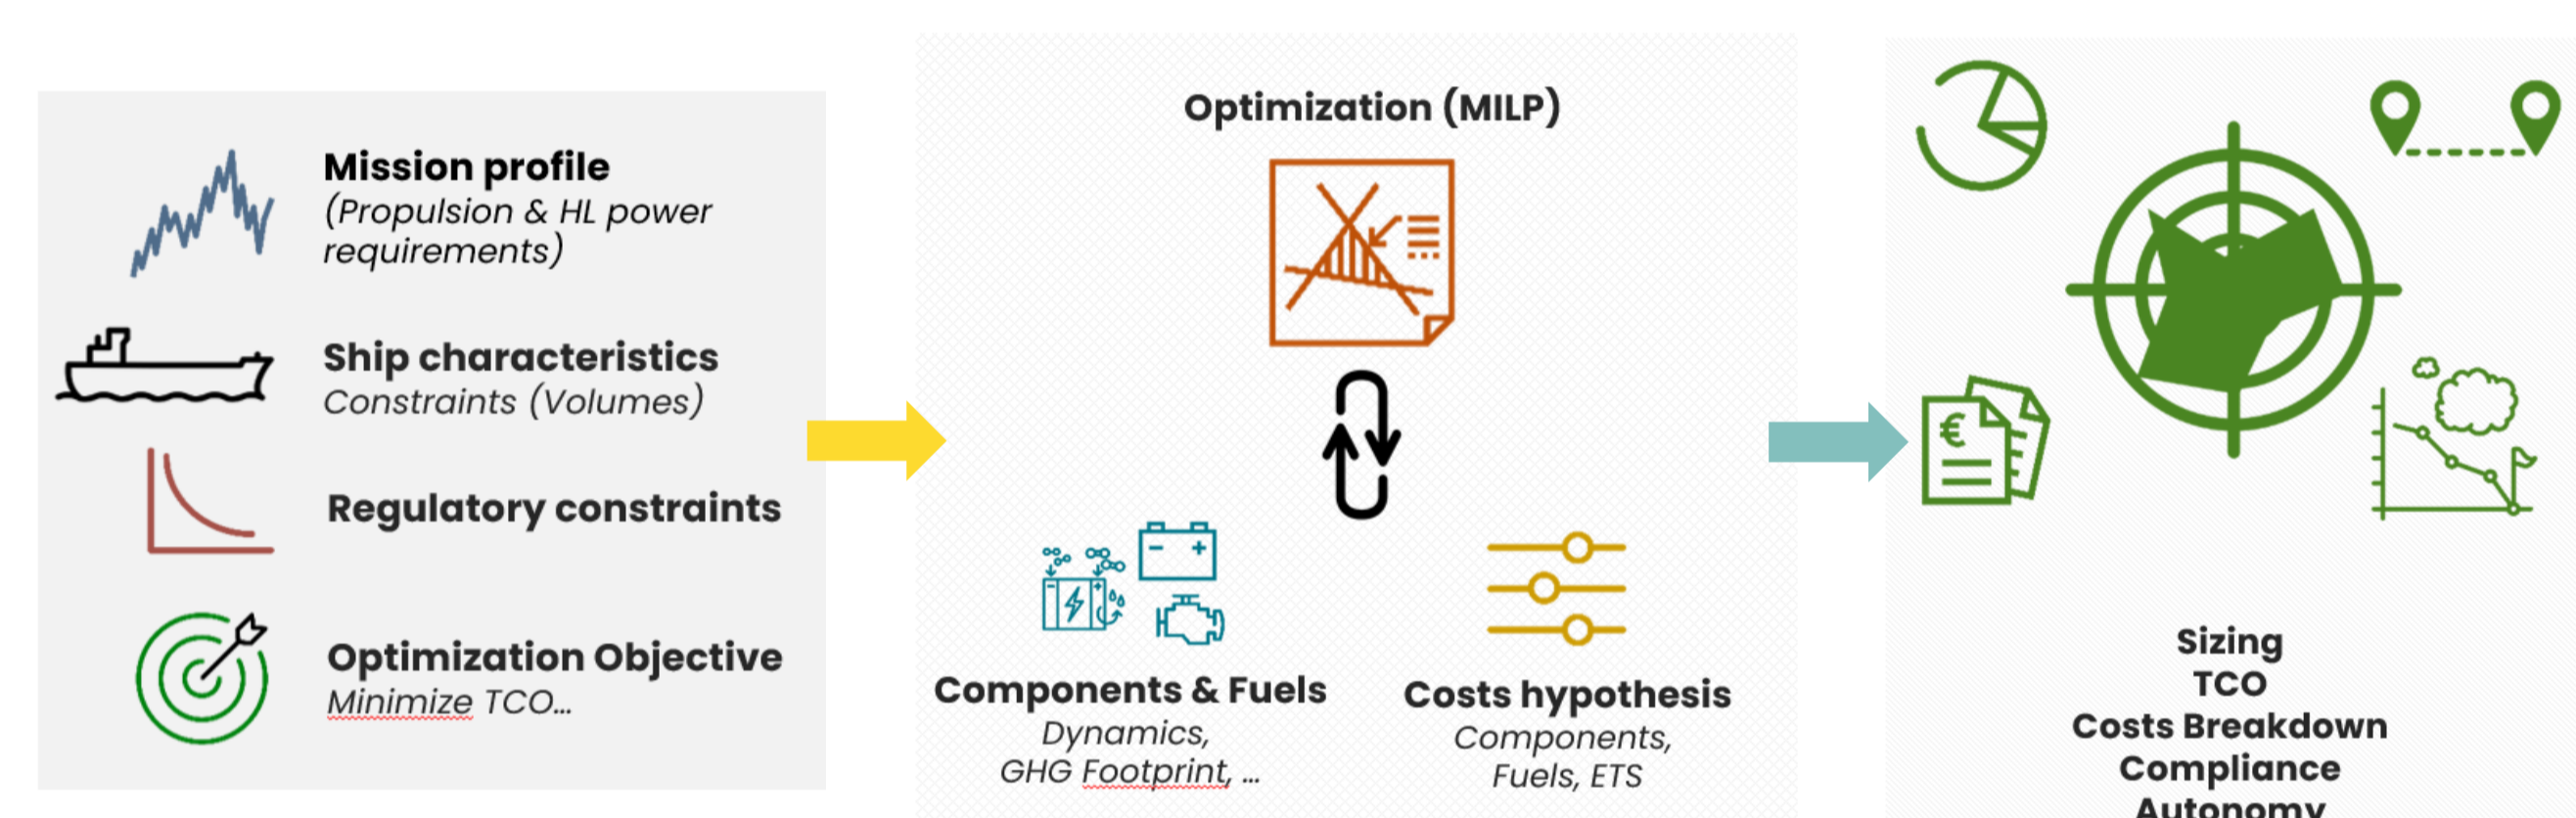 Mission profile
(Propulsion & HL power
requirements)
Ship characteristics
Constraints (Volumes)
Regulatory constraints
Optimization Objective
Minimize TCO...
Optimization (MILP)
Components & Fuels
Dynamics,
GHG Footprint, ...
Costs hypothesis
Components,
Fuels, ETS
€
Sizing
TCO
Costs Breakdown
Compliance
Autonomy